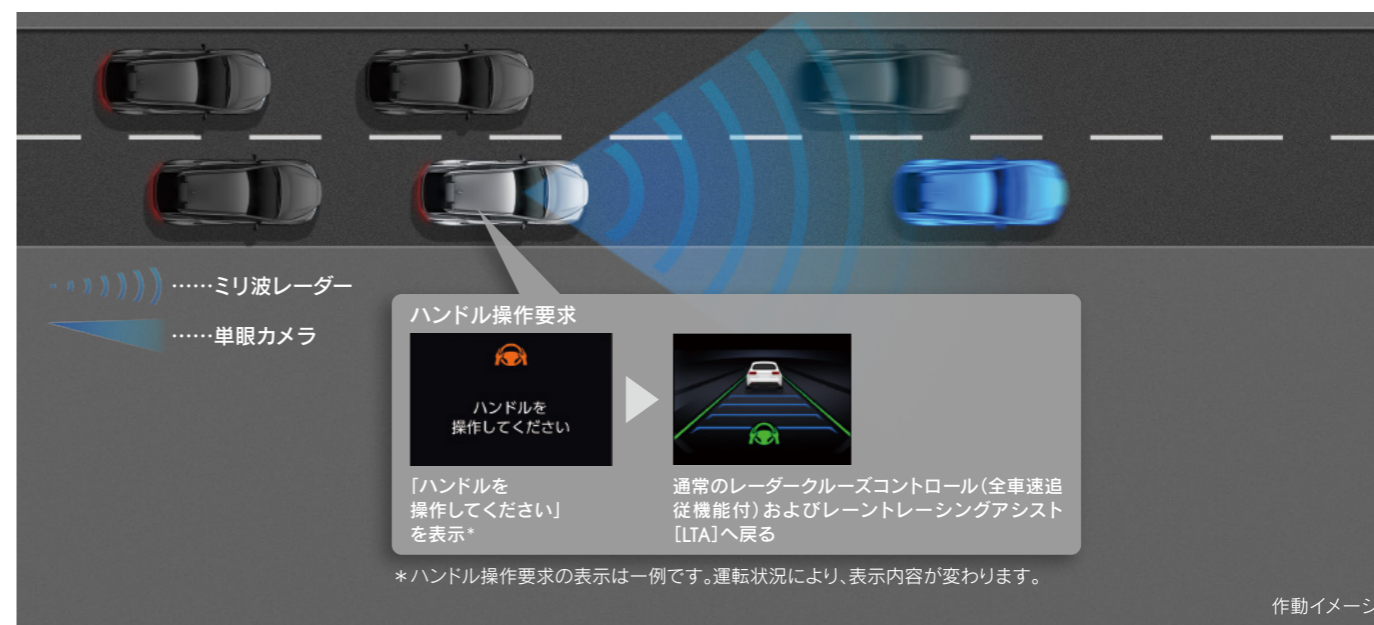 ……ミリ波レーダー
……単眼カメラ
ハンドル操作要求
ハンドルを
操作してください
「ハンドルを
操作してください」
を表示*
通常のレーダークルーズコントロール(全車速追
従機能付)およびレーントレーシングアシスト
[LTA]へ戻る
*ハンドル操作要求の表示は一例です。運転状況により、表示内容が変わります。
作動イメージ